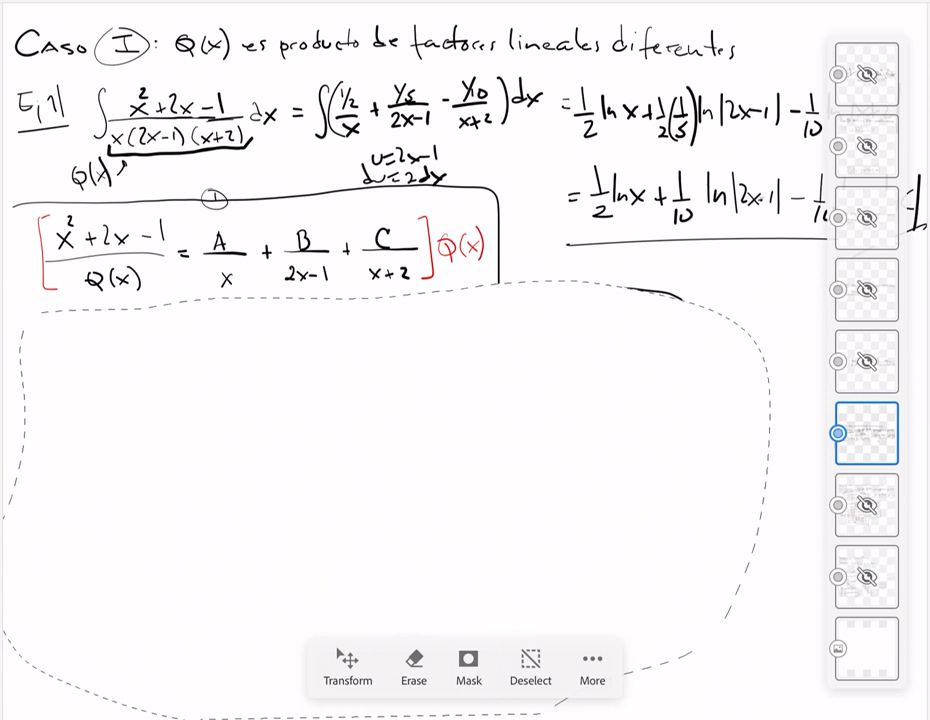 CASO I: Q(x) es producto de factores lineales diferentes
Ej 1) ∫ (x²+2x-1)/(x(2x-1)(x+2)) dx = ∫((1/2)/x + (1/5)/(2x-1) - (1/10)/(x+2)) dx = 1/2 ln x + 1/2(1/5) ln|2x-1| - 1/10
Q(x)
u=2x-1
du=2dx
= 1/2 ln x + 1/10 ln|2x-1| - 1/10
1
[(x²+2x-1)/Q(x) = A/x + B/(2x-1) + C/(x+2)] Q(x)
Transform Erase Mask Deselect More